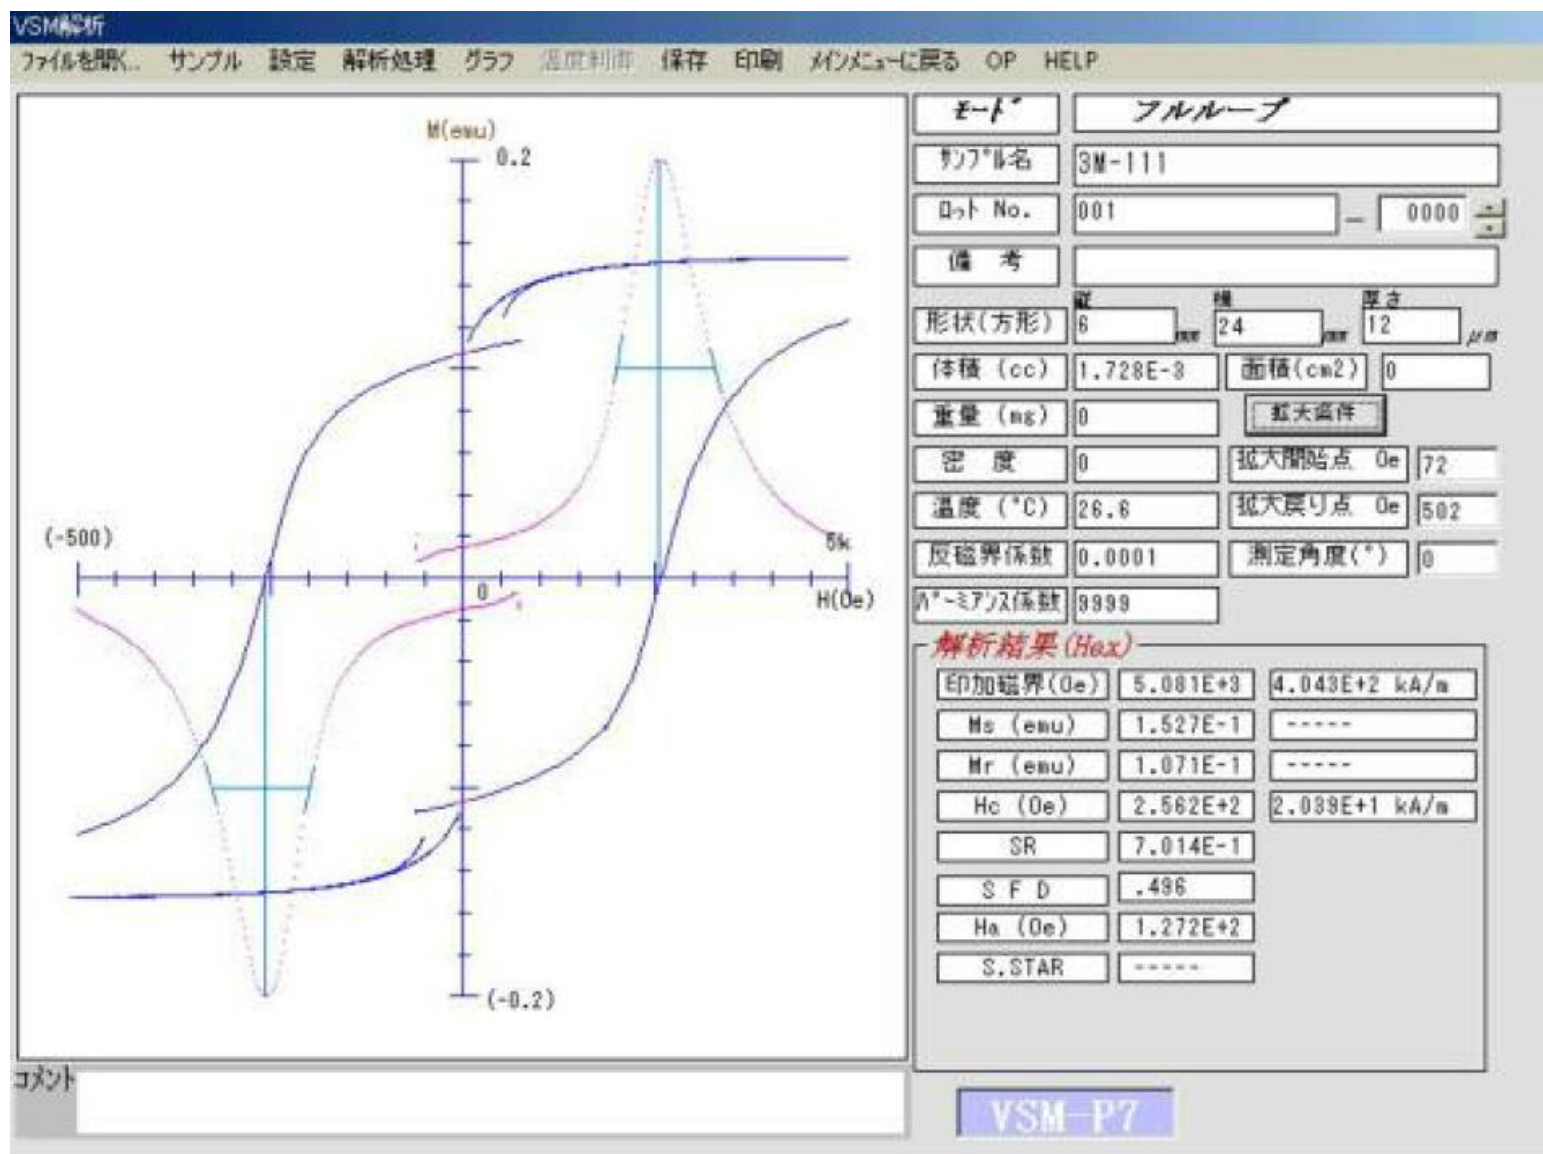 VSM解析
ファイルを開く... サンプル 設定 解析処理 グラフ 温度制御 保存 印刷 メインメニューに戻る OP HELP
M(emu)
0.2
(-500)
5k
0
H(Oe)
(-0.2)
モード フルループ
サンプル名 3M-111
ロット No. 001 — 0000
備 考
縦 横 厚さ
形状(方形) 6 mm 24 mm 12 μm
体積 (cc) 1.728E-3 面積(cm2) 0
重量 (mg) 0 拡大条件
密 度 0 拡大開始点 Oe 72
温度 (°C) 26.6 拡大戻り点 Oe 502
反磁界係数 0.0001 測定角度(°) 0
パーミアンス係数 9999
解析結果(Hex)
印加磁界(Oe) 5.081E+3 4.043E+2 kA/m
Ms (emu) 1.527E-1 -----
Mr (emu) 1.071E-1 -----
Hc (Oe) 2.562E+2 2.039E+1 kA/m
SR 7.014E-1
S F D .496
Ha (Oe) 1.272E+2
S.STAR -----
コメント
VSM-P7